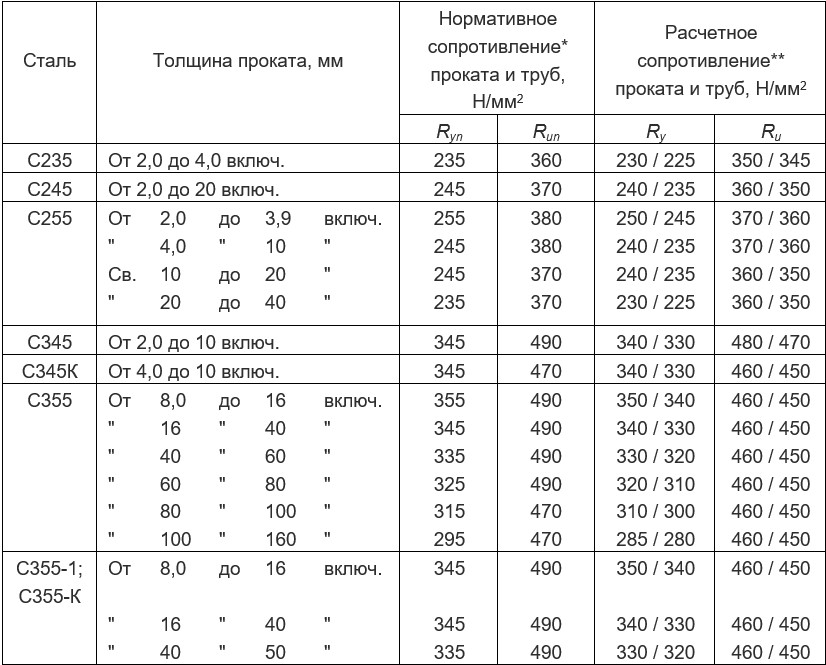 Сталь Толщина проката, мм Нормативное сопротивление* проката и труб, Н/мм2 Расчетное сопротивление** проката и труб, Н/мм2
Ryn Run Ry Ru
С235 От 2,0 до 4,0 включ. 235 360 230 / 225 350 / 345
С245 От 2,0 до 20 включ. 245 370 240 / 235 360 / 350
С255 От 2,0 до 3,9 включ. 255 380 250 / 245 370 / 360
" 4,0 " 10 " 245 380 240 / 235 370 / 360
Св. 10 до 20 " 245 370 240 / 235 360 / 350
" 20 до 40 " 235 370 230 / 225 360 / 350
С345 От 2,0 до 10 включ. 345 490 340 / 330 480 / 470
С345К От 4,0 до 10 включ. 345 470 340 / 330 460 / 450
С355 От 8,0 до 16 включ. 355 490 350 / 340 460 / 450
" 16 " 40 " 345 490 340 / 330 460 / 450
" 40 " 60 " 335 490 330 / 320 460 / 450
" 60 " 80 " 325 490 320 / 310 460 / 450
" 80 " 100 " 315 470 310 / 300 460 / 450
" 100 " 160 " 295 470 285 / 280 460 / 450
С355-1; От 8,0 до 16 включ. 345 490 350 / 340 460 / 450
С355-К
" 16 " 40 " 345 490 340 / 330 460 / 450
" 40 " 50 " 335 490 330 / 320 460 / 450